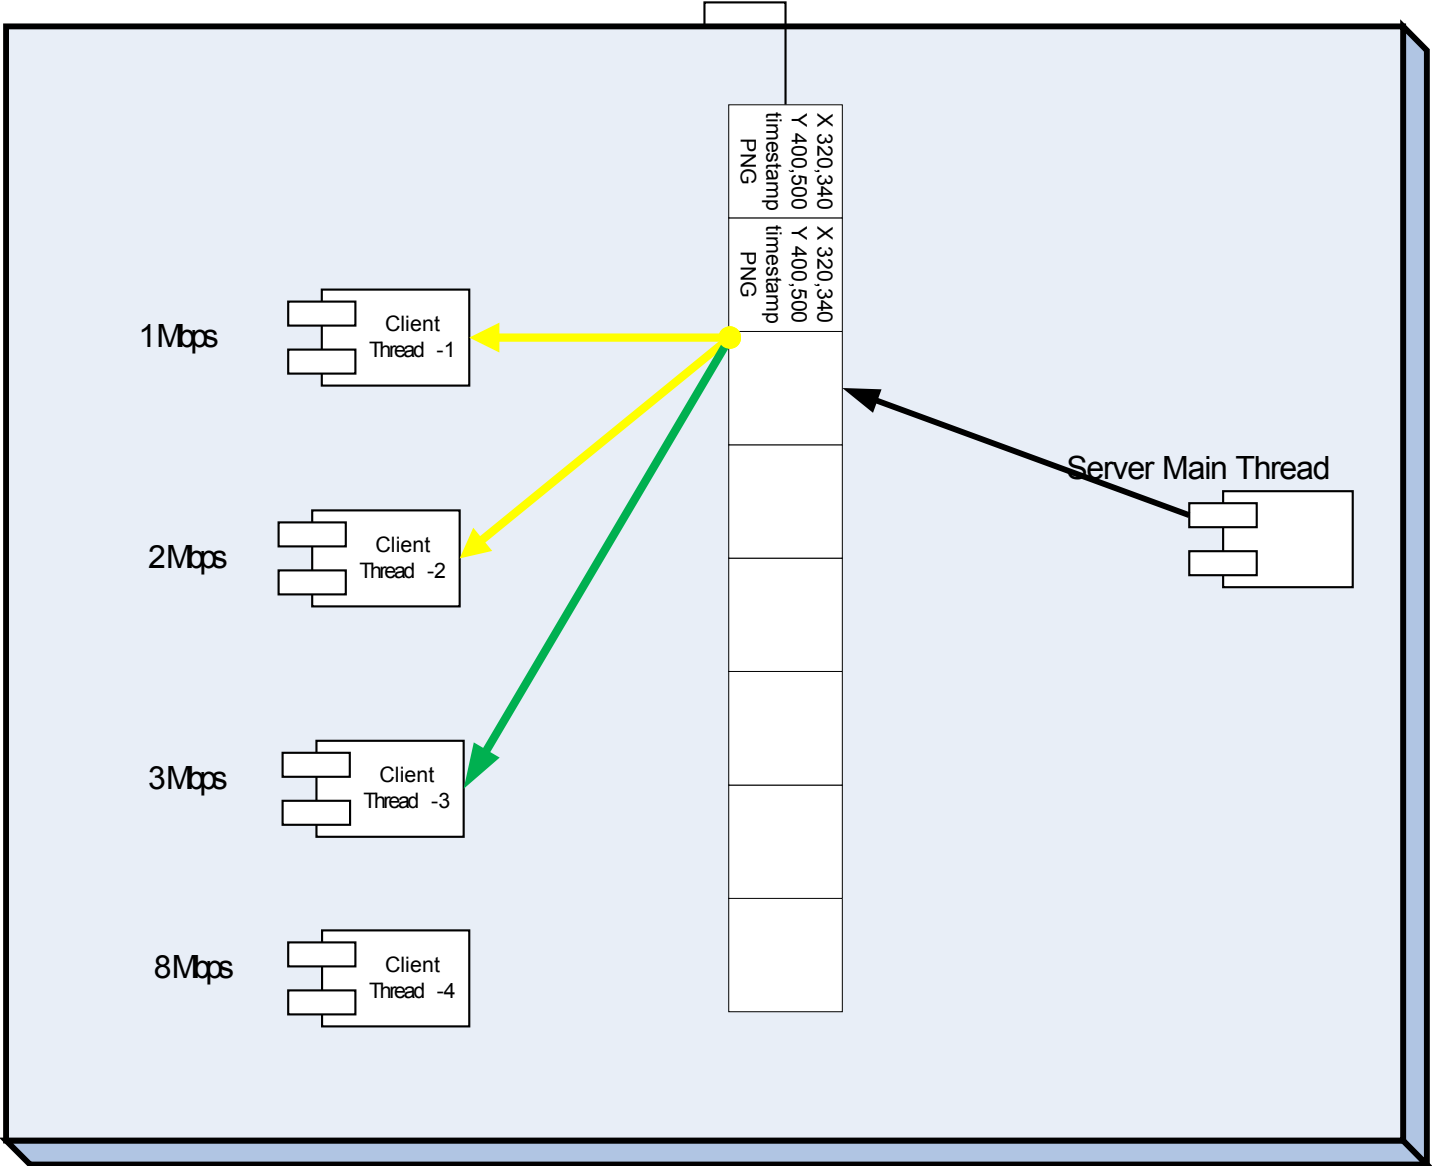 X 320,340
Y 400,500
timestamp
PNG
X 320,340
Y 400,500
timestamp
PNG
1Mbps
Client
Thread -1
Server Main Thread
2Mbps
Client
Thread -2
3Mbps
Client
Thread -3
8Mbps
Client
Thread -4